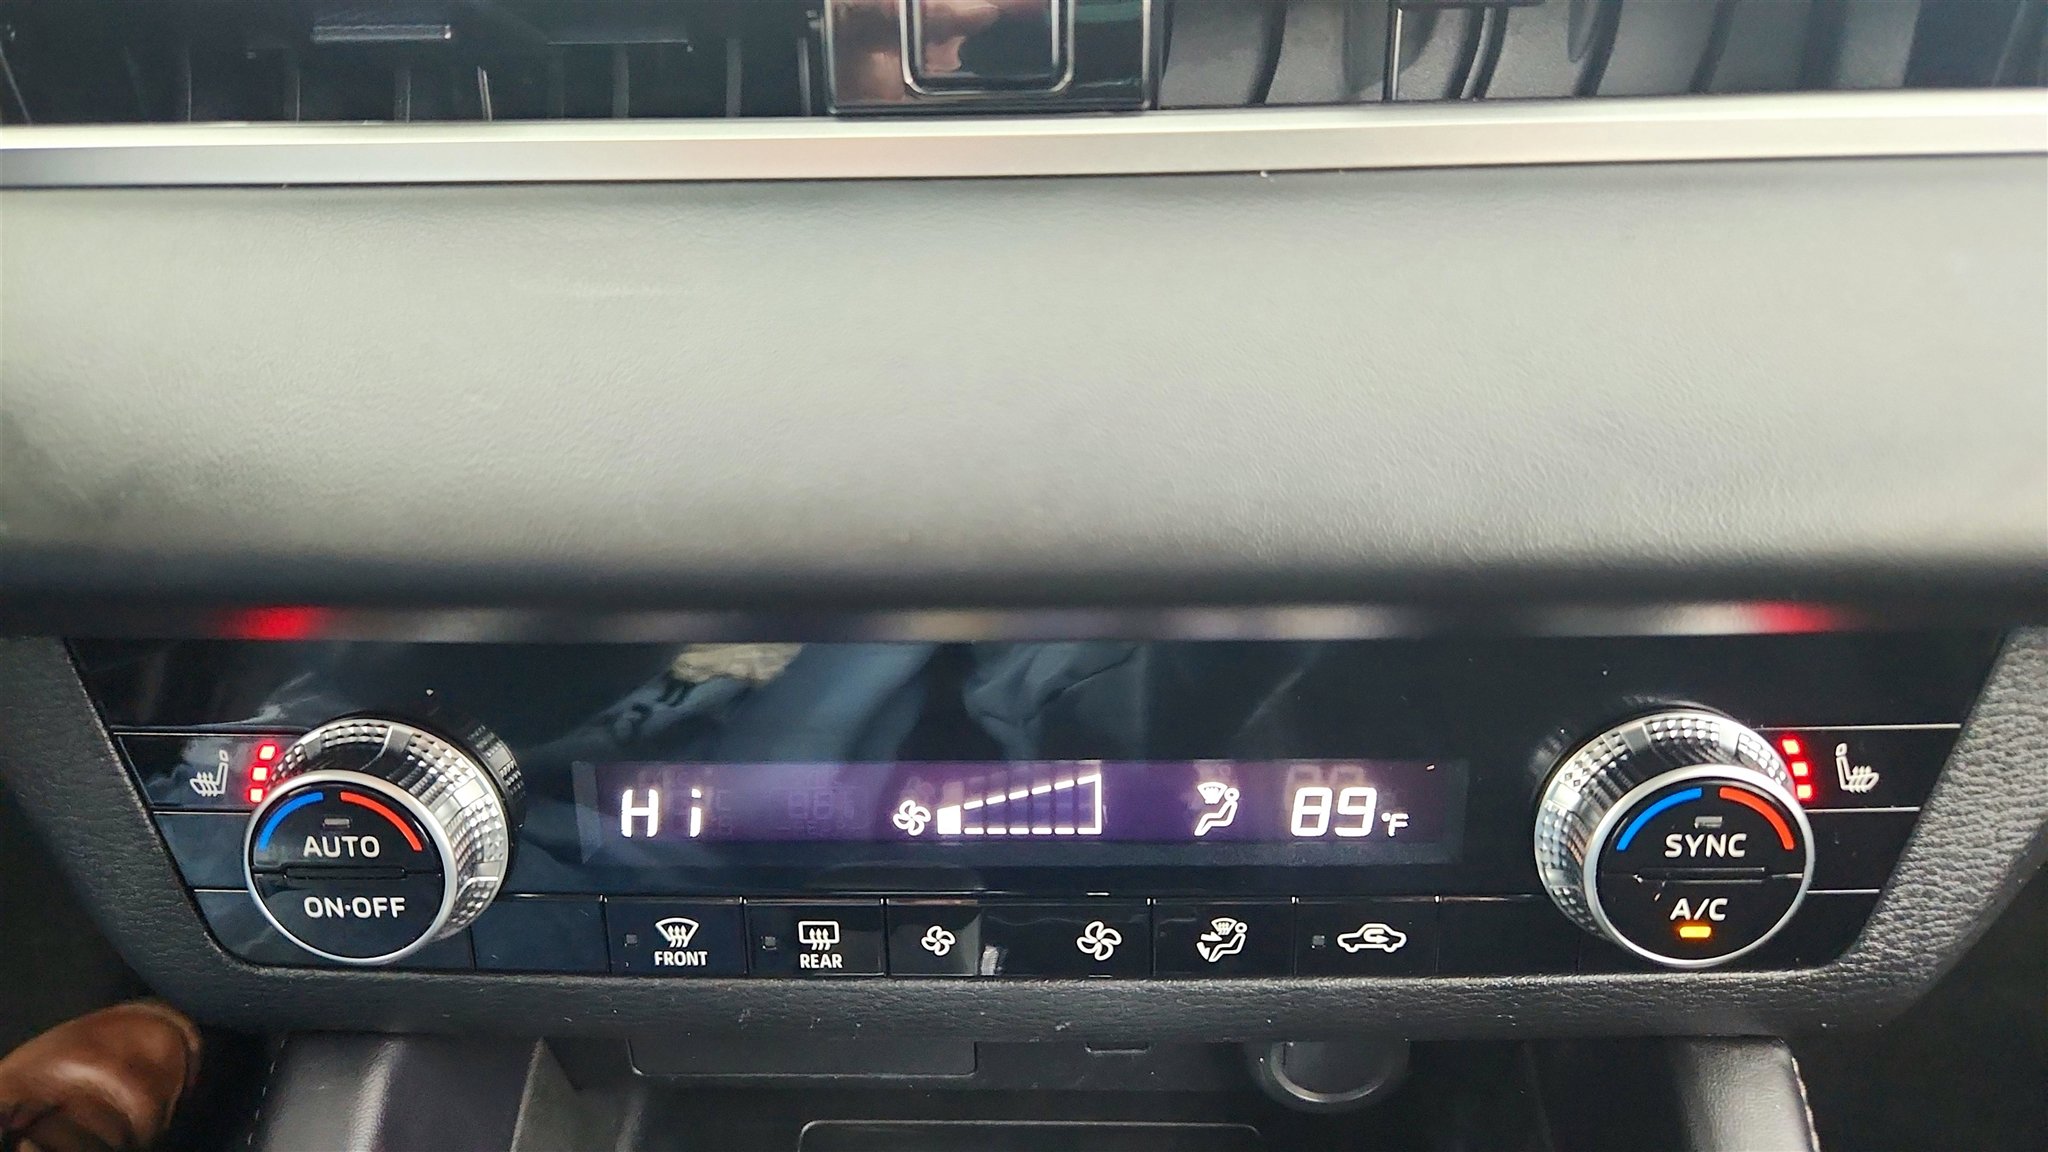 Hi 89°F
AUTO
ON·OFF
SYNC
A/C
FRONT
REAR